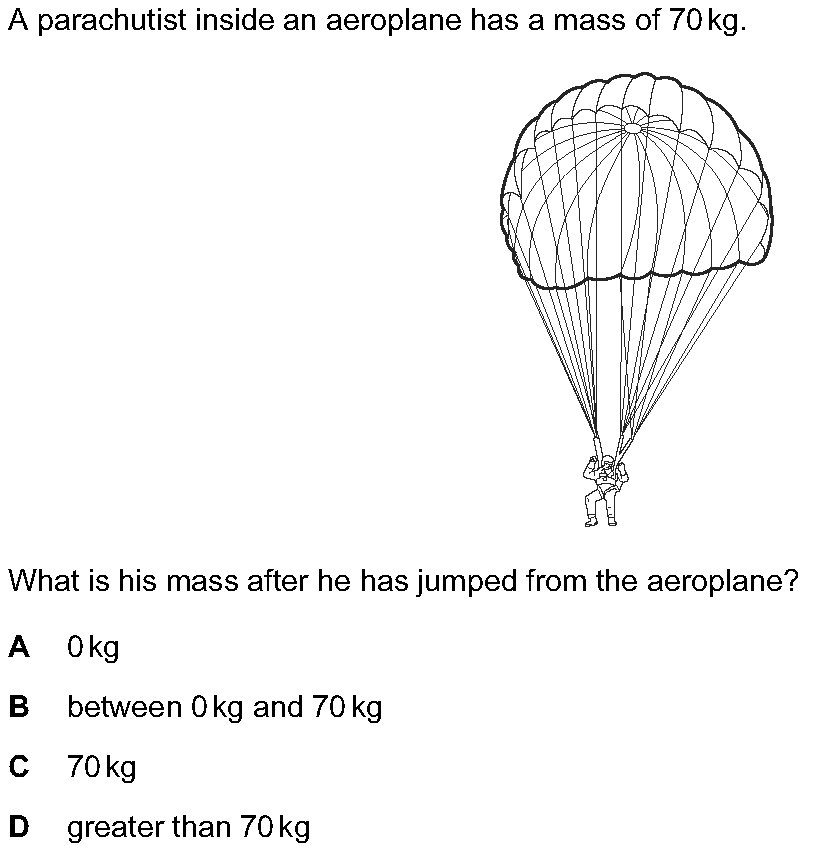 A parachutist inside an aeroplane has a mass of 70 kg.
What is his mass after he has jumped from the aeroplane?
A 0 kg
B between 0 kg and 70 kg
C 70 kg
D greater than 70 kg